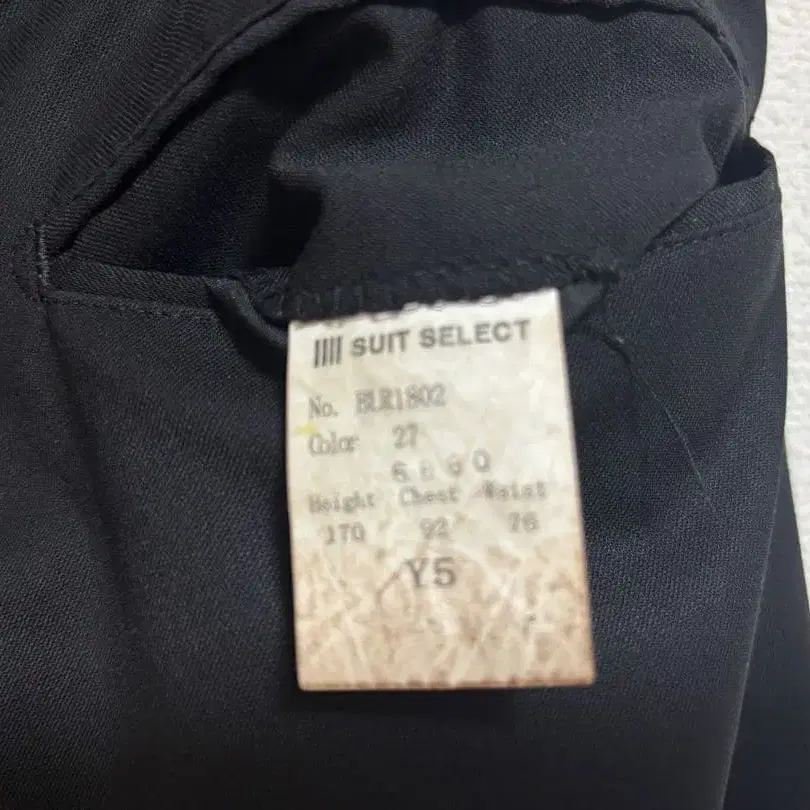 SUIT SELECT
No. BLR1802
Color 27
Height Chest Waist
170 92 76
Y5